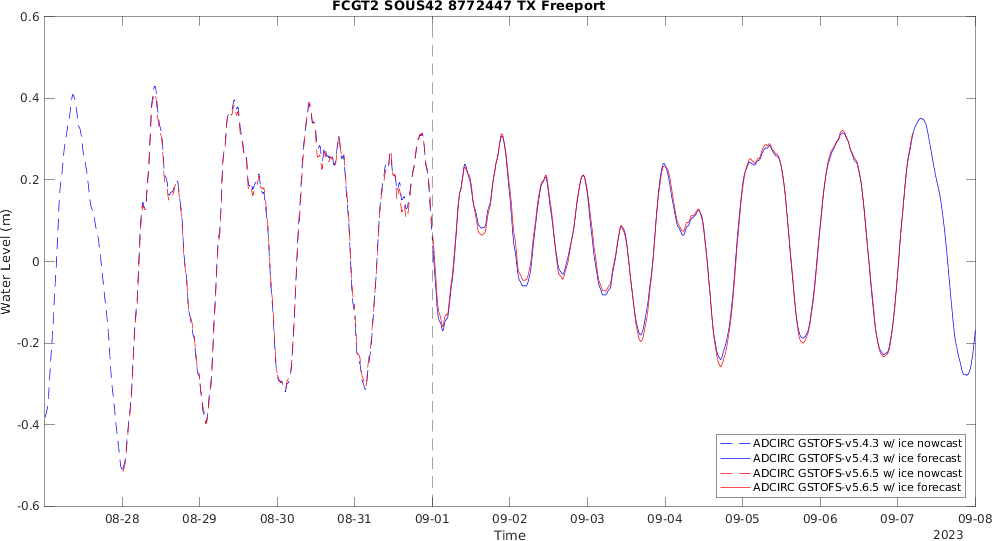 FCGT2 SOUS42 8772447 TX Freeport
0.6
0.4
0.2
0
-0.2
-0.4
-0.6
Water Level (m)
08-28
08-29
08-30
08-31
09-01
09-02
09-03
09-04
09-05
09-06
09-07
09-08
Time
2023
ADCIRC GSTOFS-v5.4.3 w/ ice nowcast
ADCIRC GSTOFS-v5.4.3 w/ ice forecast
ADCIRC GSTOFS-v5.6.5 w/ ice nowcast
ADCIRC GSTOFS-v5.6.5 w/ ice forecast